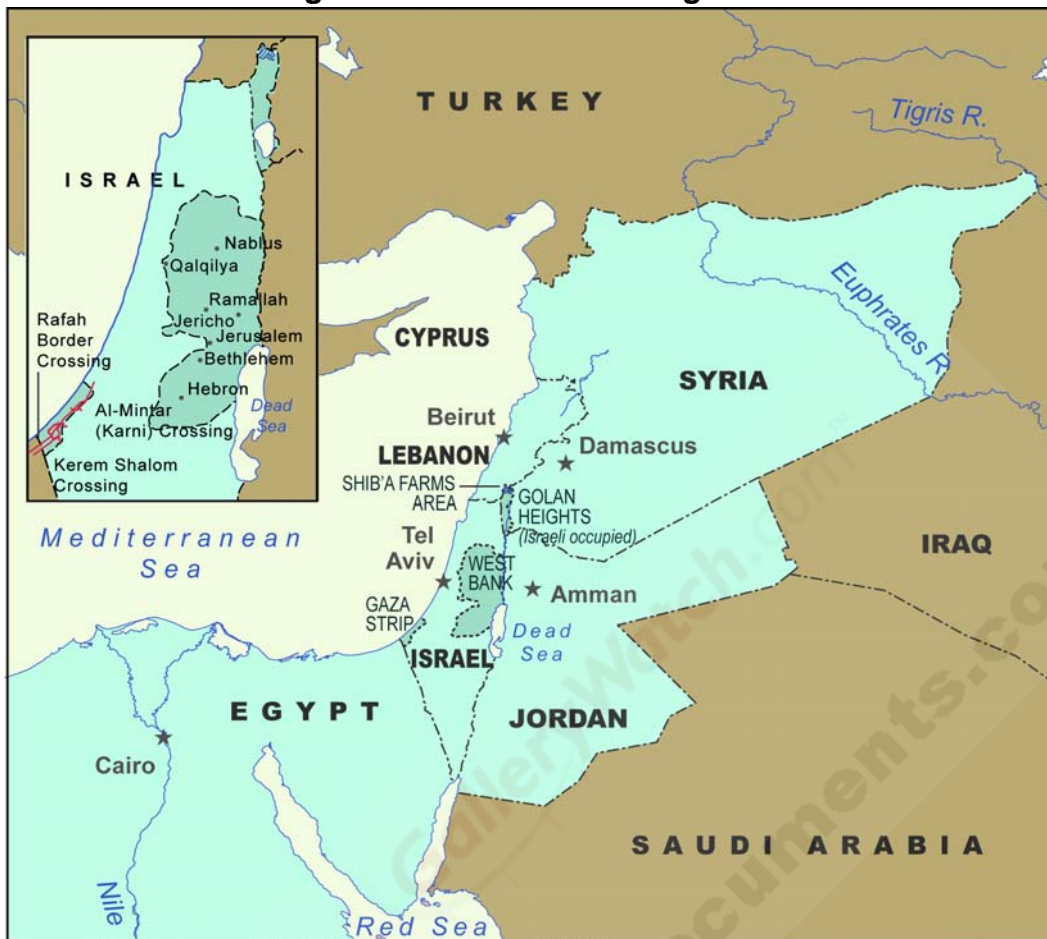 TURKEY
Tigris R.
ISRAEL
Nablus
Qalqilya
Ramallah
Jericho
Jerusalem
Bethlehem
Hebron
Rafah
Border
Crossing
Al-Mintar
(Karni) Crossing
Dead
Sea
Kerem Shalom
Crossing
CYPRUS
Euphrates R.
SYRIA
Beirut
Damascus
LEBANON
SHIB'A FARMS
AREA
GOLAN
HEIGHTS
(Israeli occupied)
Mediterranean
Sea
Tel
Aviv
WEST
BANK
IRAQ
Amman
GAZA
STRIP
Dead
Sea
ISRAEL
EGYPT
JORDAN
Cairo
SAUDI ARABIA
Nile
Red Sea
GalleryWatch.com™